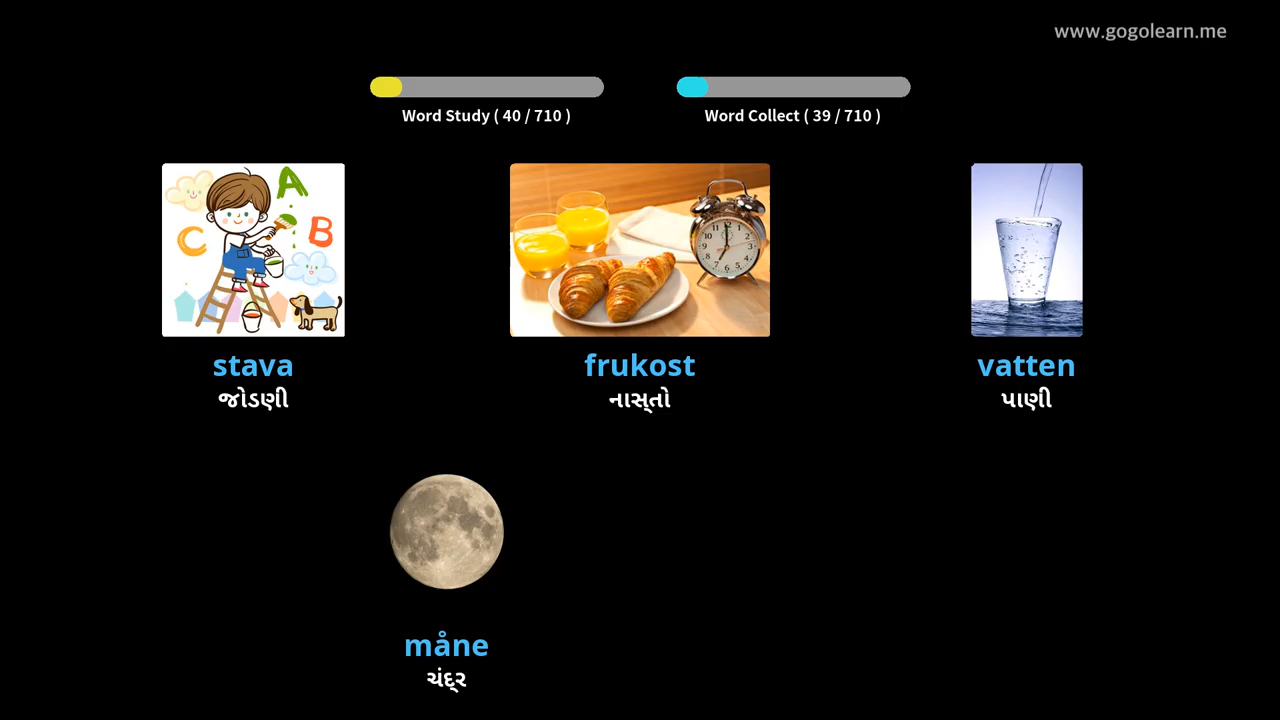 www.gogolearn.me
Word Study ( 40 / 710 )
Word Collect ( 39 / 710 )
A
B
C
stava
જોડણી
frukost
નાસ્તો
vatten
પાણી
måne
ચંદ્ર